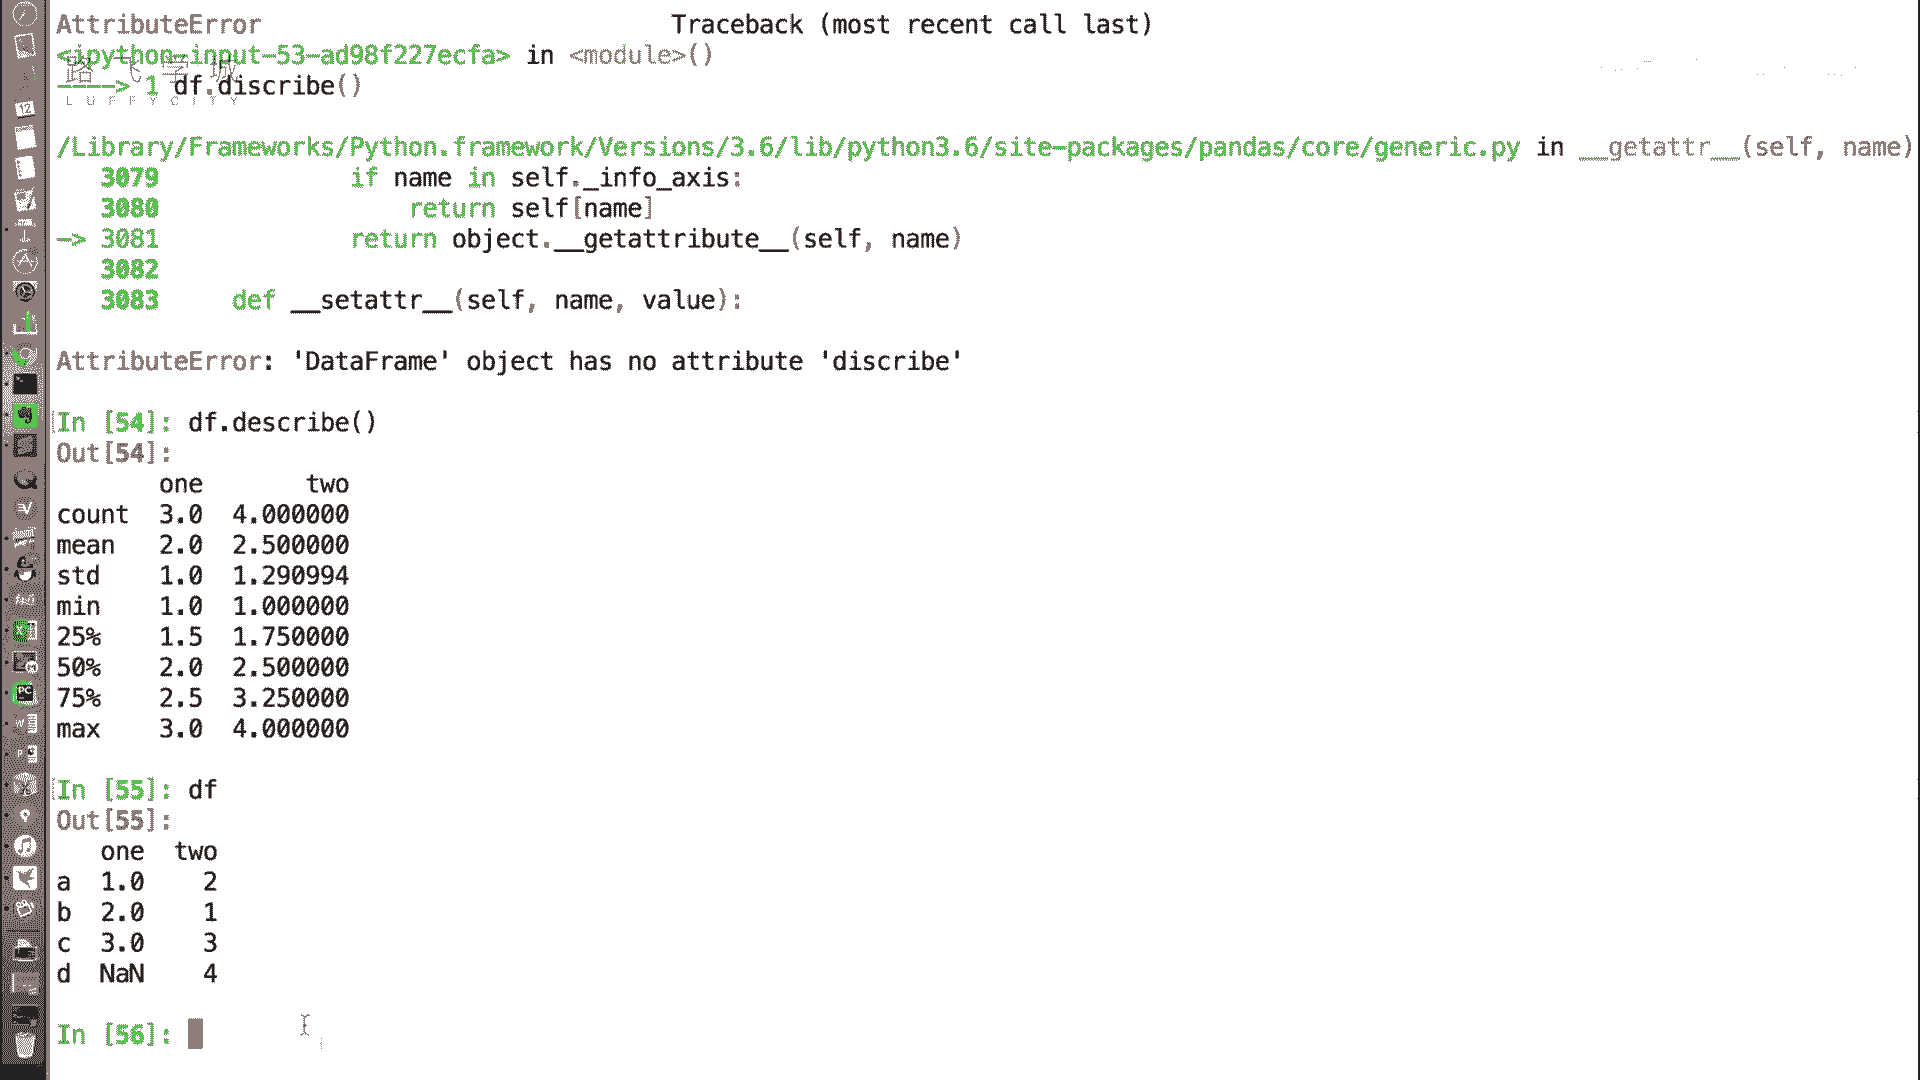 AttributeError                            Traceback (most recent call last)
<ipython-input-53-ad98f227ecfa> in <module>()
路飞学城
----> 1 df.discribe()
LUFFYCITY
/Library/Frameworks/Python.framework/Versions/3.6/lib/python3.6/site-packages/pandas/core/generic.py in __getattr__(self, name)
   3079             if name in self._info_axis:
   3080                 return self[name]
-> 3081             return object.__getattribute__(self, name)
   3082
   3083     def __setattr__(self, name, value):
AttributeError: 'DataFrame' object has no attribute 'discribe'
In [54]: df.describe()
Out[54]:
       one       two
count  3.0  4.000000
mean   2.0  2.500000
std    1.0  1.290994
min    1.0  1.000000
25%    1.5  1.750000
50%    2.0  2.500000
75%    2.5  3.250000
max    3.0  4.000000
In [55]: df
Out[55]:
   one  two
a  1.0    2
b  2.0    1
c  3.0    3
d  NaN    4
In [56]: